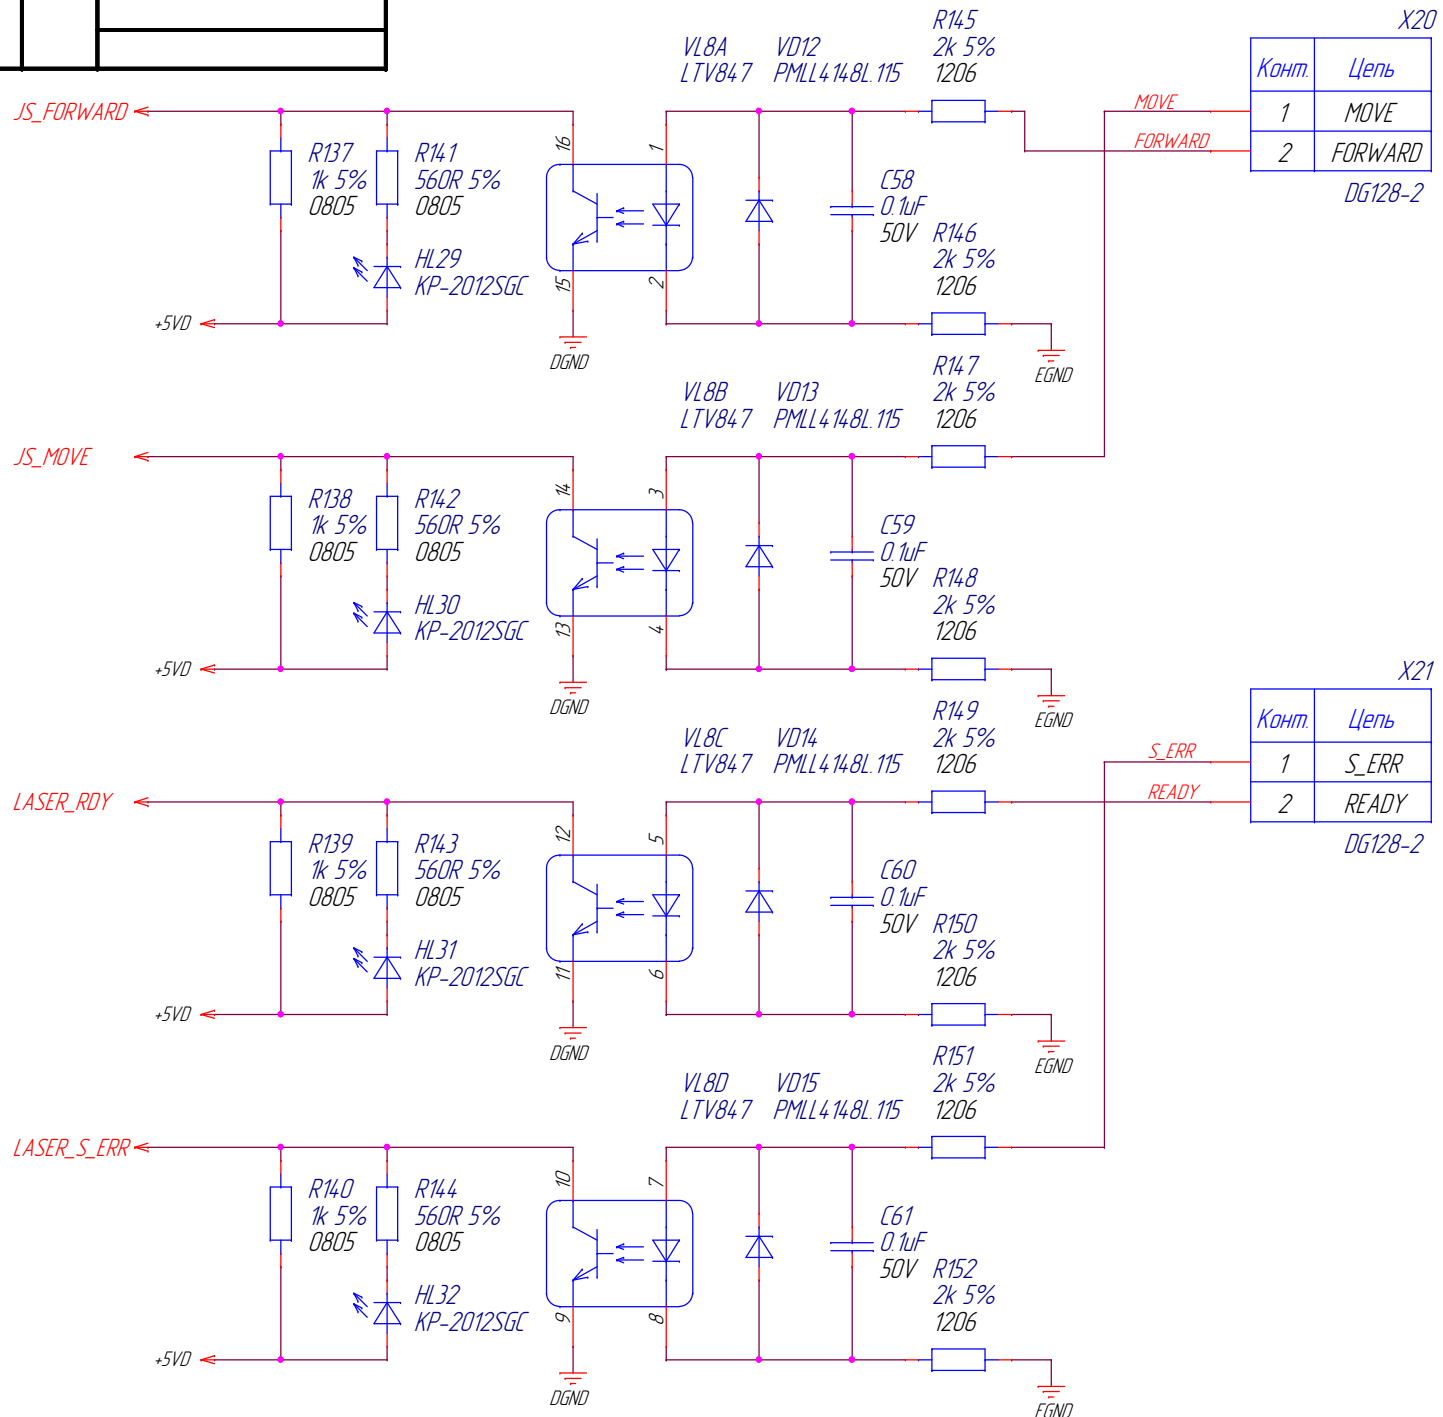 JS_FORWARD
R137
1k 5%
0805
R141
560R 5%
0805
HL29
KP-2012SGC
+5VD
16
15
1
2
DGND
VL8A
LTV847
VD12
PMLL4148L.115
C58
0.1uF
50V
R145
2k 5%
1206
R146
2k 5%
1206
EGND
MOVE
FORWARD
X20
Конт. Цепь
1 MOVE
2 FORWARD
DG128-2
JS_MOVE
R138
1k 5%
0805
R142
560R 5%
0805
HL30
KP-2012SGC
+5VD
14
13
3
4
DGND
VL8B
LTV847
VD13
PMLL4148L.115
C59
0.1uF
50V
R147
2k 5%
1206
R148
2k 5%
1206
EGND
LASER_RDY
R139
1k 5%
0805
R143
560R 5%
0805
HL31
KP-2012SGC
+5VD
12
11
5
6
DGND
VL8C
LTV847
VD14
PMLL4148L.115
C60
0.1uF
50V
R149
2k 5%
1206
R150
2k 5%
1206
EGND
S_ERR
READY
X21
Конт. Цепь
1 S_ERR
2 READY
DG128-2
LASER_S_ERR
R140
1k 5%
0805
R144
560R 5%
0805
HL32
KP-2012SGC
+5VD
10
9
7
8
DGND
VL8D
LTV847
VD15
PMLL4148L.115
C61
0.1uF
50V
R151
2k 5%
1206
R152
2k 5%
1206
EGND